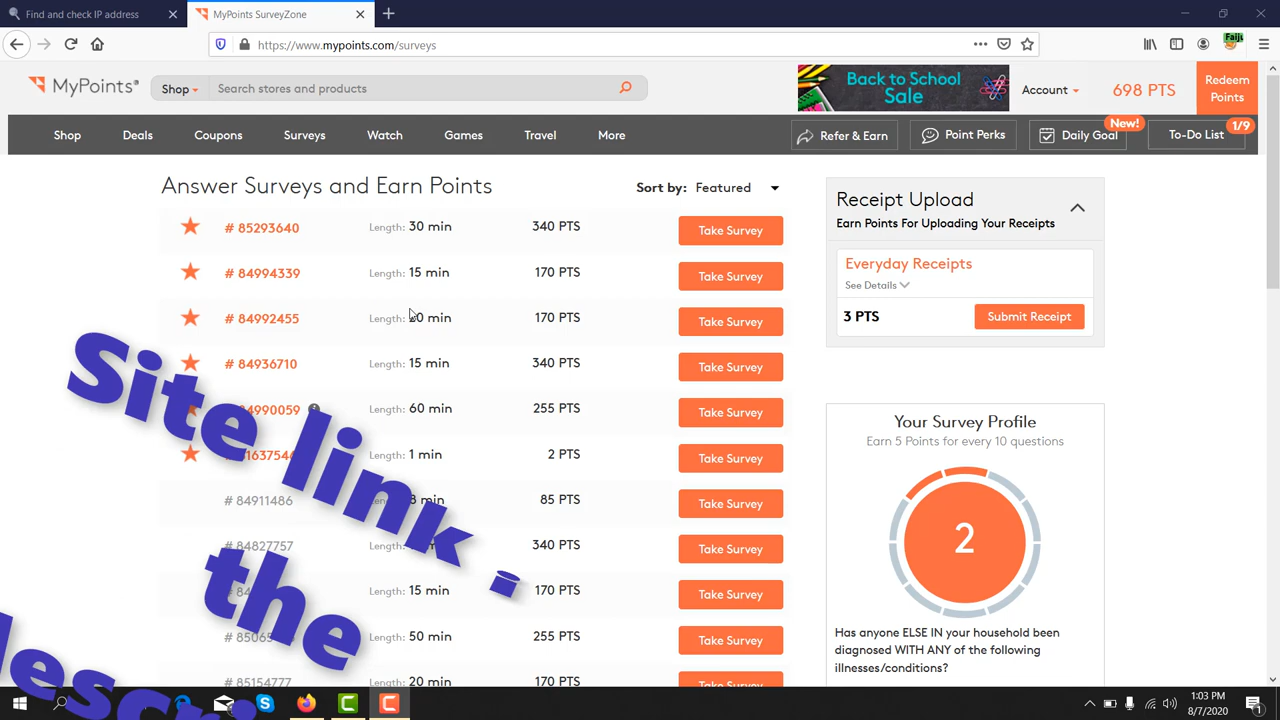 Find and check IP address
MyPoints SurveyZone
https://www.mypoints.com/surveys
MyPoints®
Shop
Search stores and products
Back to School
Sale
Account
698 PTS
Redeem
Points
Shop
Deals
Coupons
Surveys
Watch
Games
Travel
More
Refer & Earn
Point Perks
Daily Goal
New!
To-Do List
1/9
Answer Surveys and Earn Points
Sort by: Featured
# 85293640 Length: 30 min 340 PTS Take Survey
# 84994339 Length: 15 min 170 PTS Take Survey
# 84992455 Length: min 170 PTS Take Survey
# 84936710 Length: 15 min 340 PTS Take Survey
84990059 Length: 60 min 255 PTS Take Survey
Length: 1 min 2 PTS Take Survey
# 84911486 min 85 PTS Take Survey
# 84827757 Length: 340 PTS Take Survey
Length: 15 min 170 PTS Take Survey
Length: 50 min 255 PTS Take Survey
# 85154777 Length: 20 min 170 PTS Take Survey
Receipt Upload
Earn Points For Uploading Your Receipts
Everyday Receipts
See Details
3 PTS
Submit Receipt
Your Survey Profile
Earn 5 Points for every 10 questions
2
Has anyone ELSE IN your household been
diagnosed WITH ANY of the following
illnesses/conditions?
Site link :
the
1:03 PM
8/7/2020